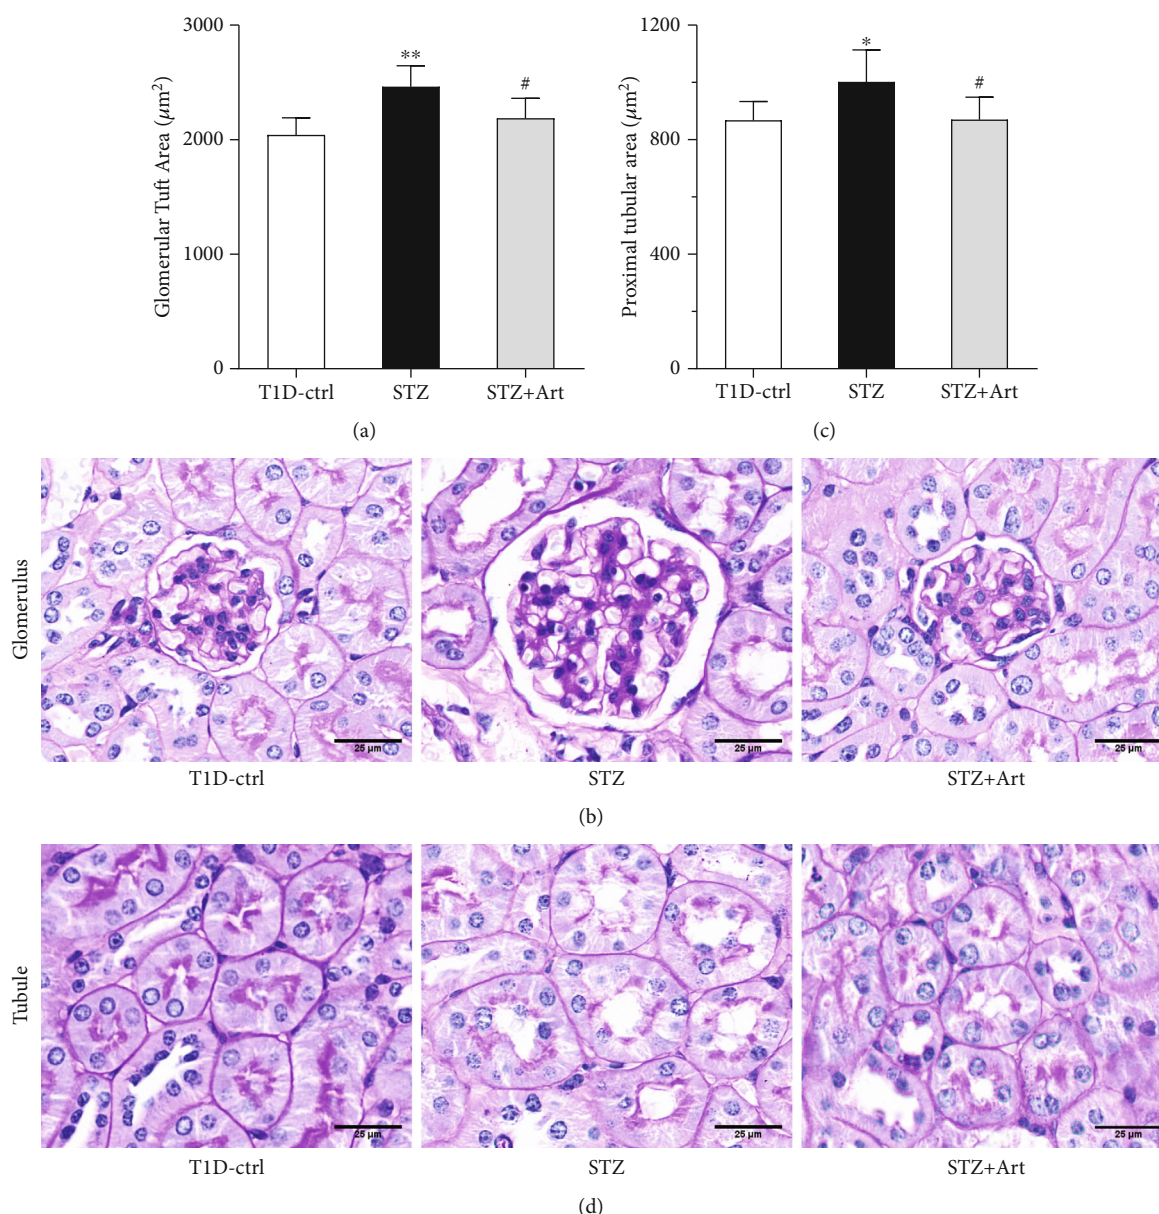 Glomerular Tuft Area (μm²)
3000
2000
1000
0
**
#
T1D-ctrl STZ STZ+Art
(a)
Proximal tubular area (μm²)
1200
800
400
0
*
#
T1D-ctrl STZ STZ+Art
(c)
Glomerulus
25 μm 25 μm 25 μm
T1D-ctrl STZ STZ+Art
(b)
Tubule
25 μm 25 μm 25 μm
T1D-ctrl STZ STZ+Art
(d)